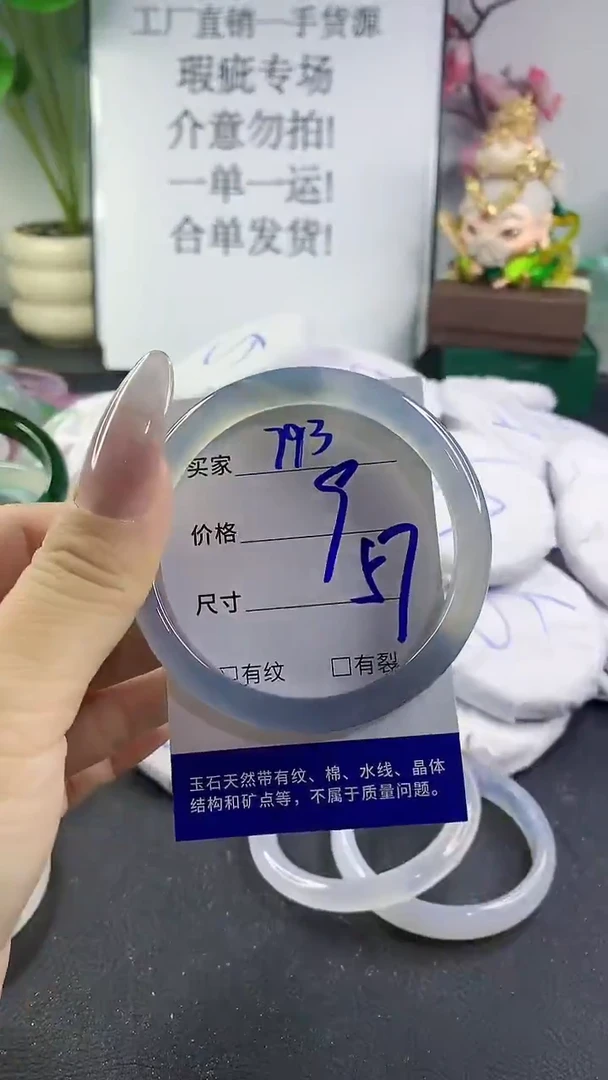 工厂直销一手货源
瑕疵专场
介意勿拍!
一单一运!
合单发货!
买家 793
价格 9
尺寸 57
□有纹 □有裂
玉石天然带有纹、棉、水线、晶体
结构和矿点等，不属于质量问题。